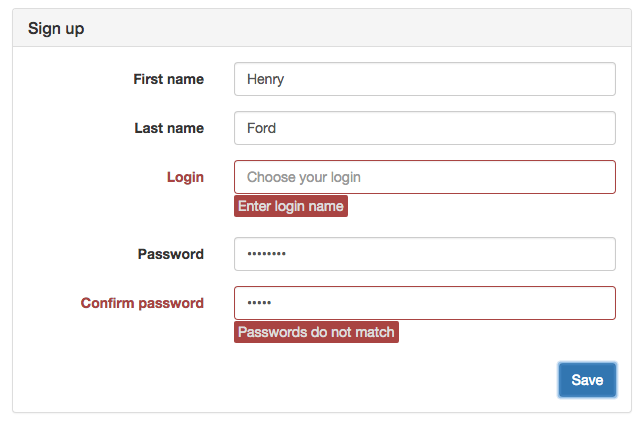 Sign up
First name Henry
Last name Ford
Login Choose your login
Enter login name
Password ••••••••
Confirm password •••••
Passwords do not match
Save